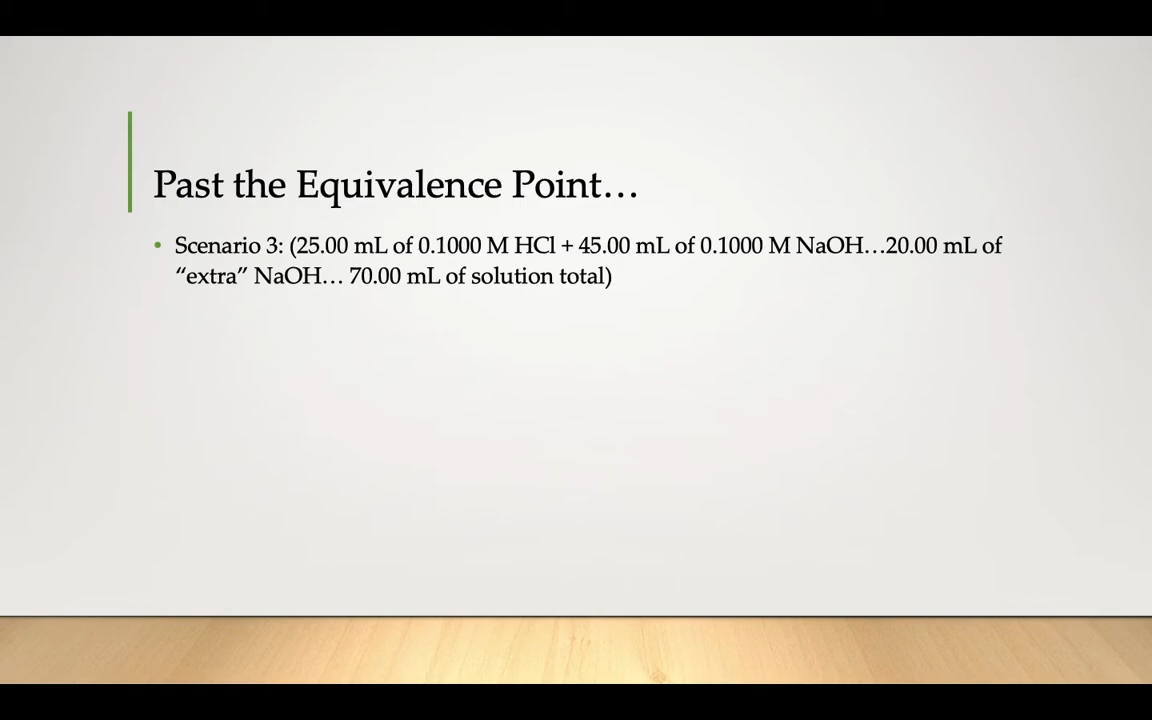 Past the Equivalence Point…
• Scenario 3: (25.00 mL of 0.1000 M HCl + 45.00 mL of 0.1000 M NaOH…20.00 mL of
“extra” NaOH… 70.00 mL of solution total)